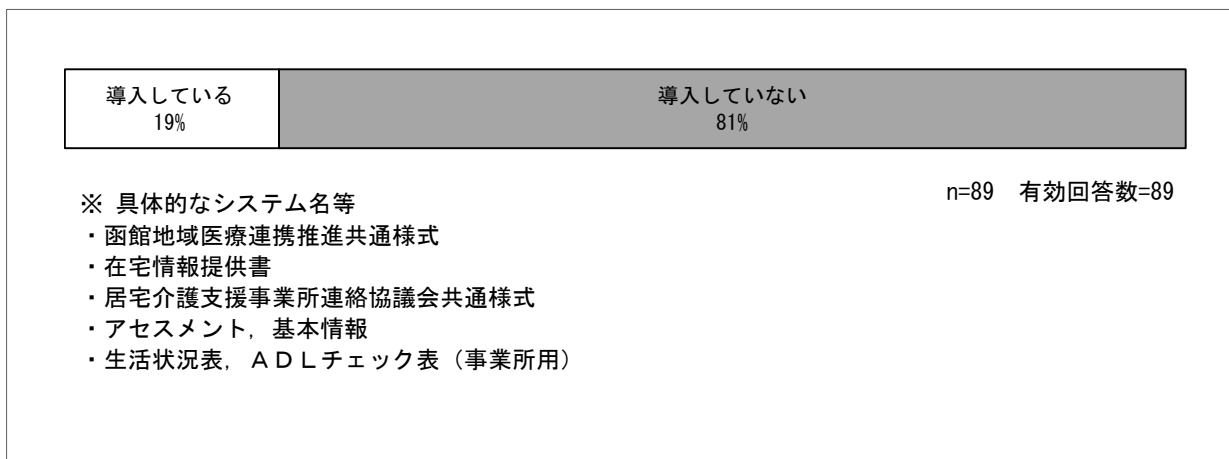 導入している
19%
導入していない
81%
n=89　有効回答数=89
※ 具体的なシステム名等
・函館地域医療連携推進共通様式
・在宅情報提供書
・居宅介護支援事業所連絡協議会共通様式
・アセスメント，基本情報
・生活状況表，ＡＤＬチェック表（事業所用）